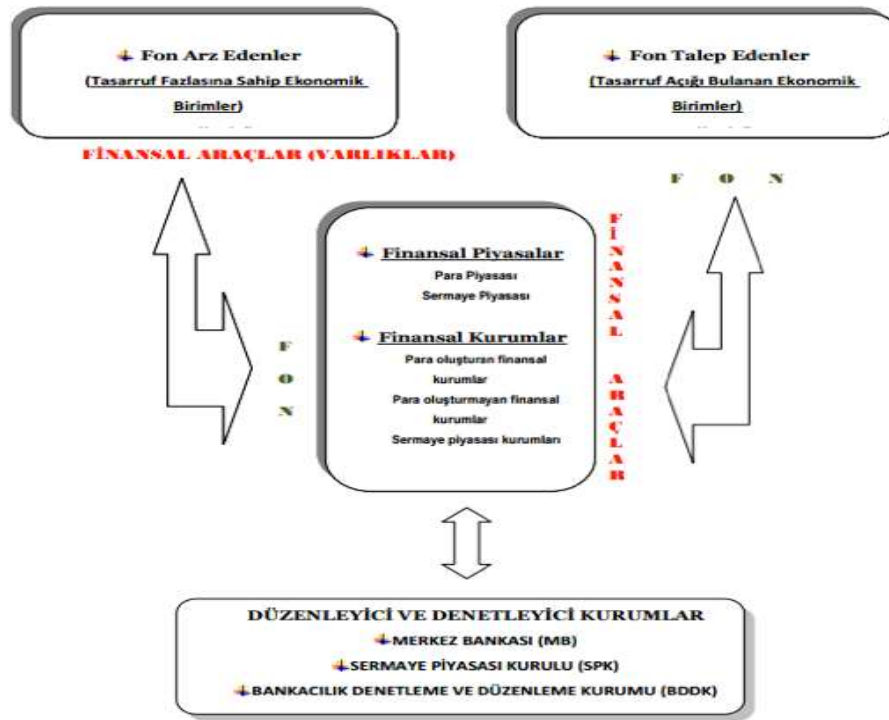 Fon Arz Edenler
(Tasarruf Fazlasına Sahip Ekonomik
Birimler)
Fon Talep Edenler
(Tasarruf Açığı Bulanan Ekonomik
Birimler)
FİNANSAL ARAÇLAR (VARLIKLAR)
F O N
Finansal Piyasalar
Para Piyasası
Sermaye Piyasası
Finansal Kurumlar
Para oluşturan finansal
kurumlar
Para oluşturmayan finansal
kurumlar
Sermaye piyasası kurumları
F O N
FİNANSAL ARAÇLAR
DÜZENLEYİCİ VE DENETLEYİCİ KURUMLAR
MERKEZ BANKASI (MB)
SERMAYE PİYASASI KURULU (SPK)
BANKACILIK DENETLEME VE DÜZENLEME KURUMU (BDDK)